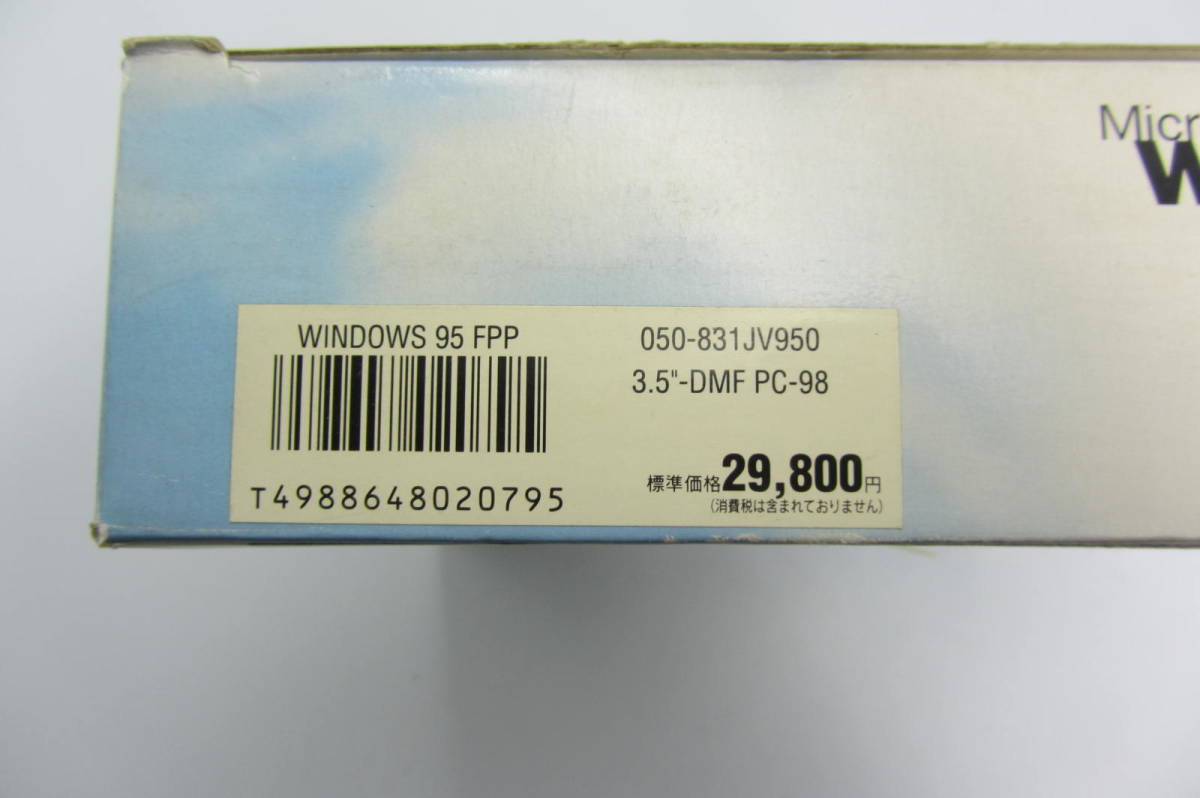 Micr
W
WINDOWS 95 FPP
T4988648020795
050-831JV950
3.5"-DMF PC-98
標準価格29,800円
(消費税は含まれておりません)